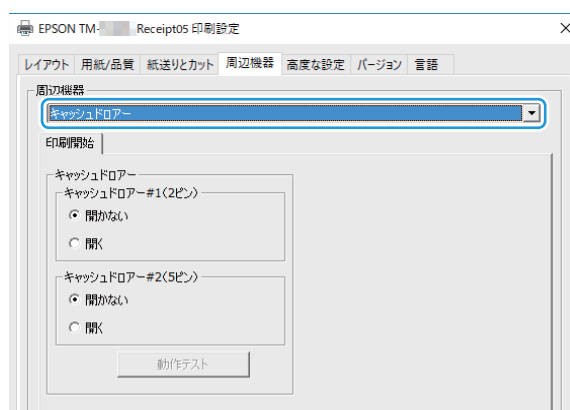 EPSON TM- Receipt05 印刷設定
レイアウト 用紙/品質 紙送りとカット 周辺機器 高度な設定 バージョン 言語
周辺機器
キャッシュドロアー
印刷開始
キャッシュドロアー
キャッシュドロアー#1(2ピン)
開かない
開く
キャッシュドロアー#2(5ピン)
開かない
開く
動作テスト